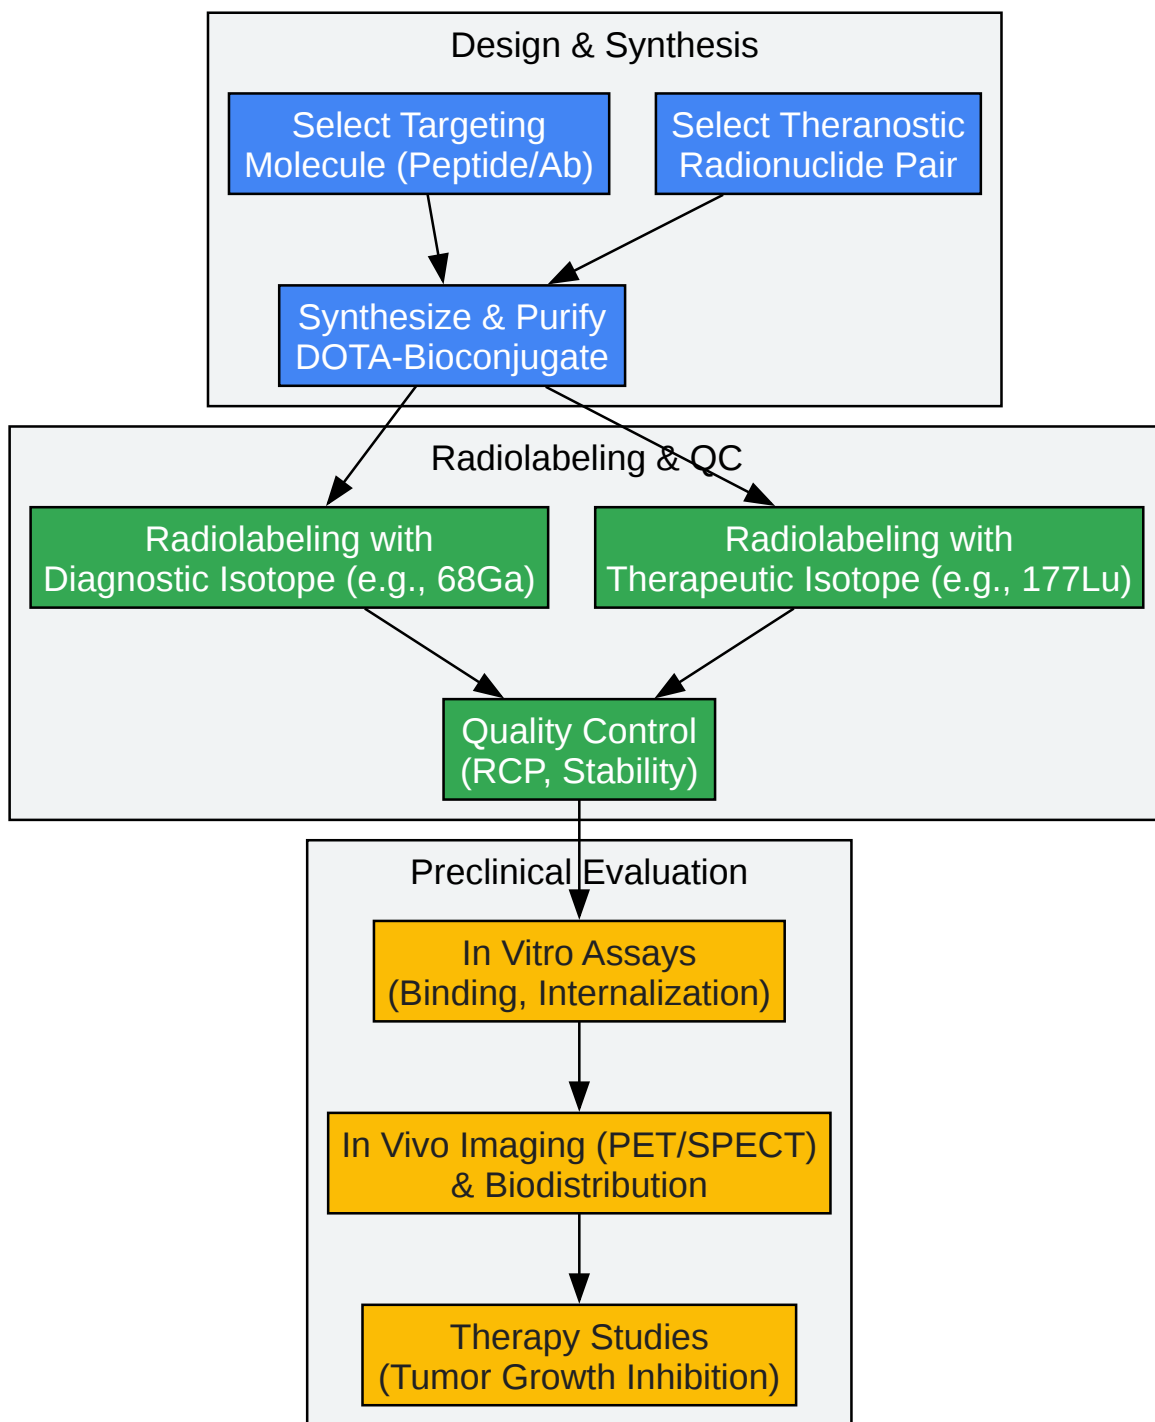 Design & Synthesis
Select Targeting
Molecule (Peptide/Ab)
Select Theranostic
Radionuclide Pair
Synthesize & Purify
DOTA-Bioconjugate
Radiolabeling & QC
Radiolabeling with
Diagnostic Isotope (e.g., 68Ga)
Radiolabeling with
Therapeutic Isotope (e.g., 177Lu)
Quality Control
(RCP, Stability)
Preclinical Evaluation
In Vitro Assays
(Binding, Internalization)
In Vivo Imaging (PET/SPECT)
& Biodistribution
Therapy Studies
(Tumor Growth Inhibition)